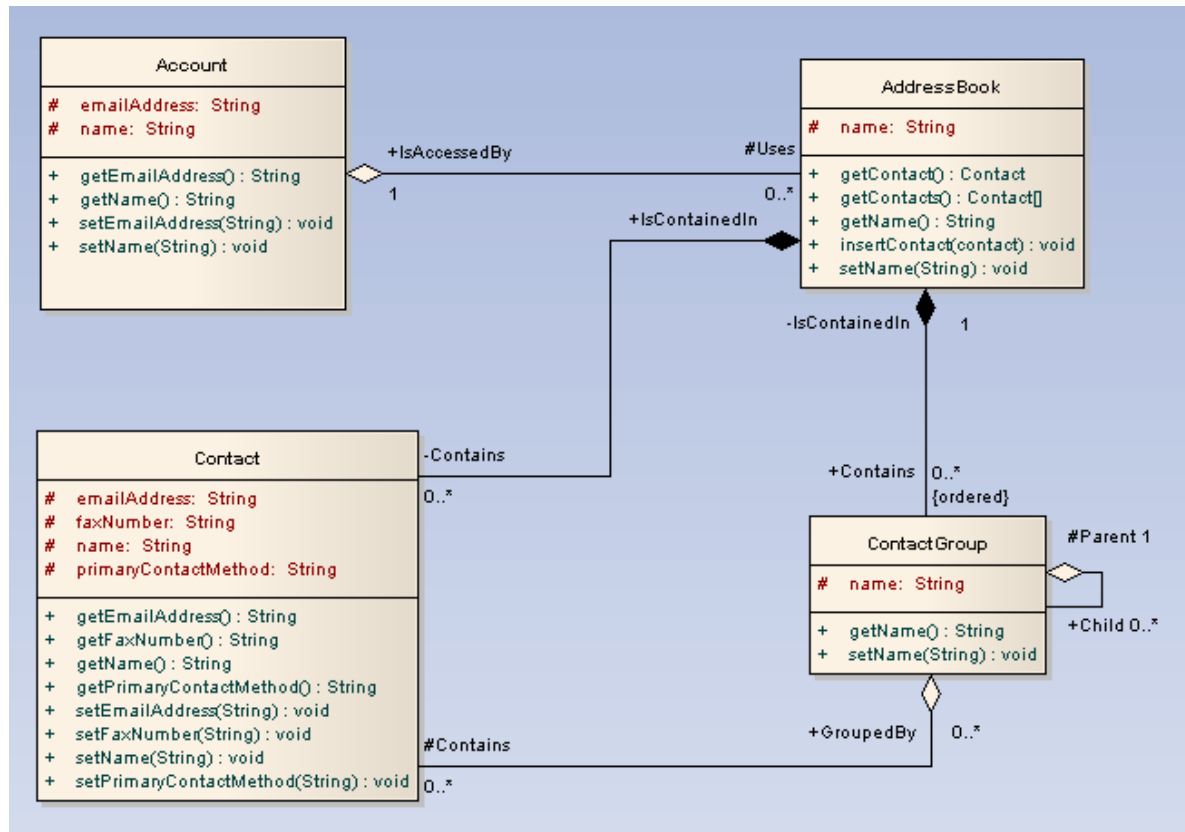 Account
# emailAddress: String
# name: String
+ getEmailAddress() : String
+ getName() : String
+ setEmailAddress(String) : void
+ setName(String) : void
+IsAccessedBy
1
#Uses
0..*
AddressBook
# name: String
+ getContact() : Contact
+ getContacts() : Contact[]
+ getName() : String
+ insertContact(contact) : void
+ setName(String) : void
+IsContainedIn
-IsContainedIn
1
-Contains
0..*
+Contains
0..*
{ordered}
Contact
# emailAddress: String
# faxNumber: String
# name: String
# primaryContactMethod: String
+ getEmailAddress() : String
+ getFaxNumber() : String
+ getName() : String
+ getPrimaryContactMethod() : String
+ setEmailAddress(String) : void
+ setFaxNumber(String) : void
+ setName(String) : void
+ setPrimaryContactMethod(String) : void
ContactGroup
# name: String
+ getName() : String
+ setName(String) : void
#Parent 1
+Child 0..*
+GroupedBy
0..*
#Contains
0..*